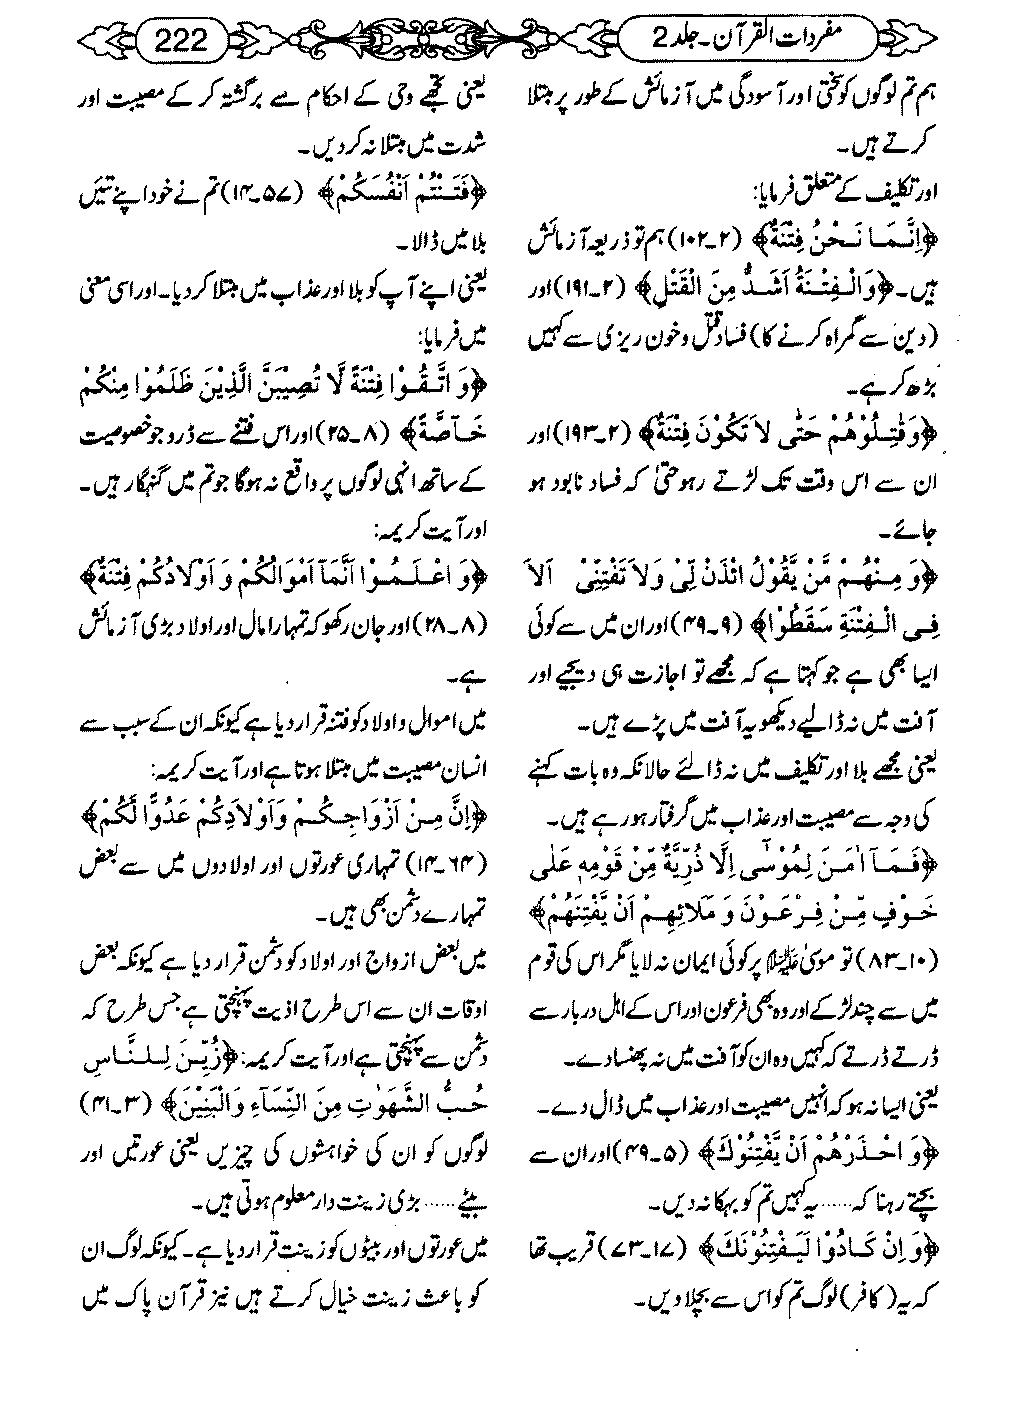 مفردات القرآن۔جلد 2
222
ہم تم لوگوں کو سختی اور آسودگی میں آزمائش کے طور پر مبتلا
کرتے ہیں۔
اور تکلیف کے متعلق فرمایا:
﴿اِنَّمَا نَحْنُ فِتْنَةٌ﴾ (۲۔۱۰۲) ہم تو ذریعہ آزمائش
ہیں۔﴿وَالْفِتْنَةُ اَشَدُّ مِنَ الْقَتْلِ﴾ (۲۔۱۹۱) اور
(دین سے گمراہ کرنے کا) فساد قتل وخون ریزی سے کہیں
بڑھ کر ہے۔
﴿وَقٰتِلُوْهُمْ حَتّٰى لَا تَكُوْنَ فِتْنَةٌ﴾ (۲۔۱۹۳) اور
ان سے اس وقت تک لڑتے رہو حتیٰ کہ فساد نابود ہو
جائے۔
﴿وَمِنْهُمْ مَّنْ يَّقُوْلُ ائْذَنْ لِّيْ وَلَا تَفْتِنِّيْ اَلَا
فِي الْفِتْنَةِ سَقَطُوْا﴾ (۹۔۴۹) اور ان میں سے کوئی
ایسا بھی ہے جو کہتا ہے کہ مجھے تو اجازت ہی دیجیے اور
آفت میں نہ ڈالیے دیکھو یہ آفت میں پڑے ہیں۔
یعنی مجھے بلا اور تکلیف میں نہ ڈالئے حالانکہ وہ بات کہنے
کی وجہ سے مصیبت اور عذاب میں گرفتار ہورہے ہیں۔
﴿فَمَآ اٰمَنَ لِمُوْسٰٓى اِلَّا ذُرِّيَّةٌ مِّنْ قَوْمِهٖ عَلٰى
خَوْفٍ مِّنْ فِرْعَوْنَ وَ مَلَائِهِمْ اَنْ يَّفْتِنَهُمْ﴾
(۱۰۔۸۳) تو موسیٰ علیہ السلام پر کوئی ایمان نہ لایا مگر اس کی قوم
میں سے چند لڑکے اور وہ بھی فرعون اور اس کے اہل دربار سے
ڈرتے ڈرتے کہ کہیں وہ ان کو آفت میں نہ پھنسا دے۔
یعنی ایسا نہ ہو کہ انہیں مصیبت اور عذاب میں ڈال دے۔
﴿وَاحْذَرْهُمْ اَنْ يَّفْتِنُوْكَ﴾ (۵۔۴۹) اور ان سے
بچتے رہنا کہ...... یہ کہیں تم کو بہکا نہ دیں۔
﴿وَاِنْ كَادُوْا لَيَفْتِنُوْنَكَ﴾ (۱۷۔۷۳) قریب تھا
کہ یہ (کافر) لوگ تم کو اس سے بچلا دیں۔
یعنی تجھے وحی کے احکام سے برگشتہ کر کے مصیبت اور
شدت میں مبتلا نہ کردیں۔
﴿فَتَنْتُمْ اَنْفُسَكُمْ﴾ (۵۷۔۱۴) تم نے خود اپنے تئیں
بلا میں ڈالا۔
یعنی اپنے آپ کو بلا اور عذاب میں مبتلا کر دیا۔ اور اسی معنی
میں فرمایا:
﴿وَاتَّقُوْا فِتْنَةً لَّا تُصِيْبَنَّ الَّذِيْنَ ظَلَمُوْا مِنْكُمْ
خَآصَّةً﴾ (۸۔۲۵) اور اس فتنے سے ڈرو جو خصوصیت
کے ساتھ انہی لوگوں پر واقع نہ ہوگا جو تم میں گنہگار ہیں۔
اور آیت کریمہ:
﴿وَاعْلَمُوْا اَنَّمَآ اَمْوَالُكُمْ وَ اَوْلَادُكُمْ فِتْنَةٌ﴾
(۸۔۲۸) اور جان رکھو کہ تمہارا مال اور اولاد بڑی آزمائش
ہے۔
میں اموال و اولاد کو فتنہ قرار دیا ہے کیونکہ ان کے سبب سے
انسان مصیبت میں مبتلا ہوتا ہے اور آیت کریمہ:
﴿اِنَّ مِنْ اَزْوَاجِكُمْ وَاَوْلَادِكُمْ عَدُوًّا لَّكُمْ﴾
(۶۴۔۱۴) تمہاری عورتوں اور اولادوں میں سے بعض
تمہارے دشمن بھی ہیں۔
میں بعض ازواج اور اولاد کو دشمن قرار دیا ہے کیونکہ بعض
اوقات ان سے اس طرح اذیت پہنچتی ہے جس طرح کہ
دشمن سے پہنچتی ہے اور آیت کریمہ: ﴿زُيِّنَ لِلنَّاسِ
حُبُّ الشَّهَوٰتِ مِنَ النِّسَآءِ وَالْبَنِيْنَ﴾ (۳۔۴۱)
لوگوں کو ان کی خواہشوں کی چیزیں یعنی عورتیں اور
بیٹے...... بڑی زینت دار معلوم ہوتی ہیں۔
میں عورتوں اور بیٹوں کو زینت قرار دیا ہے۔ کیونکہ لوگ ان
کو باعث زینت خیال کرتے ہیں نیز قرآن پاک میں